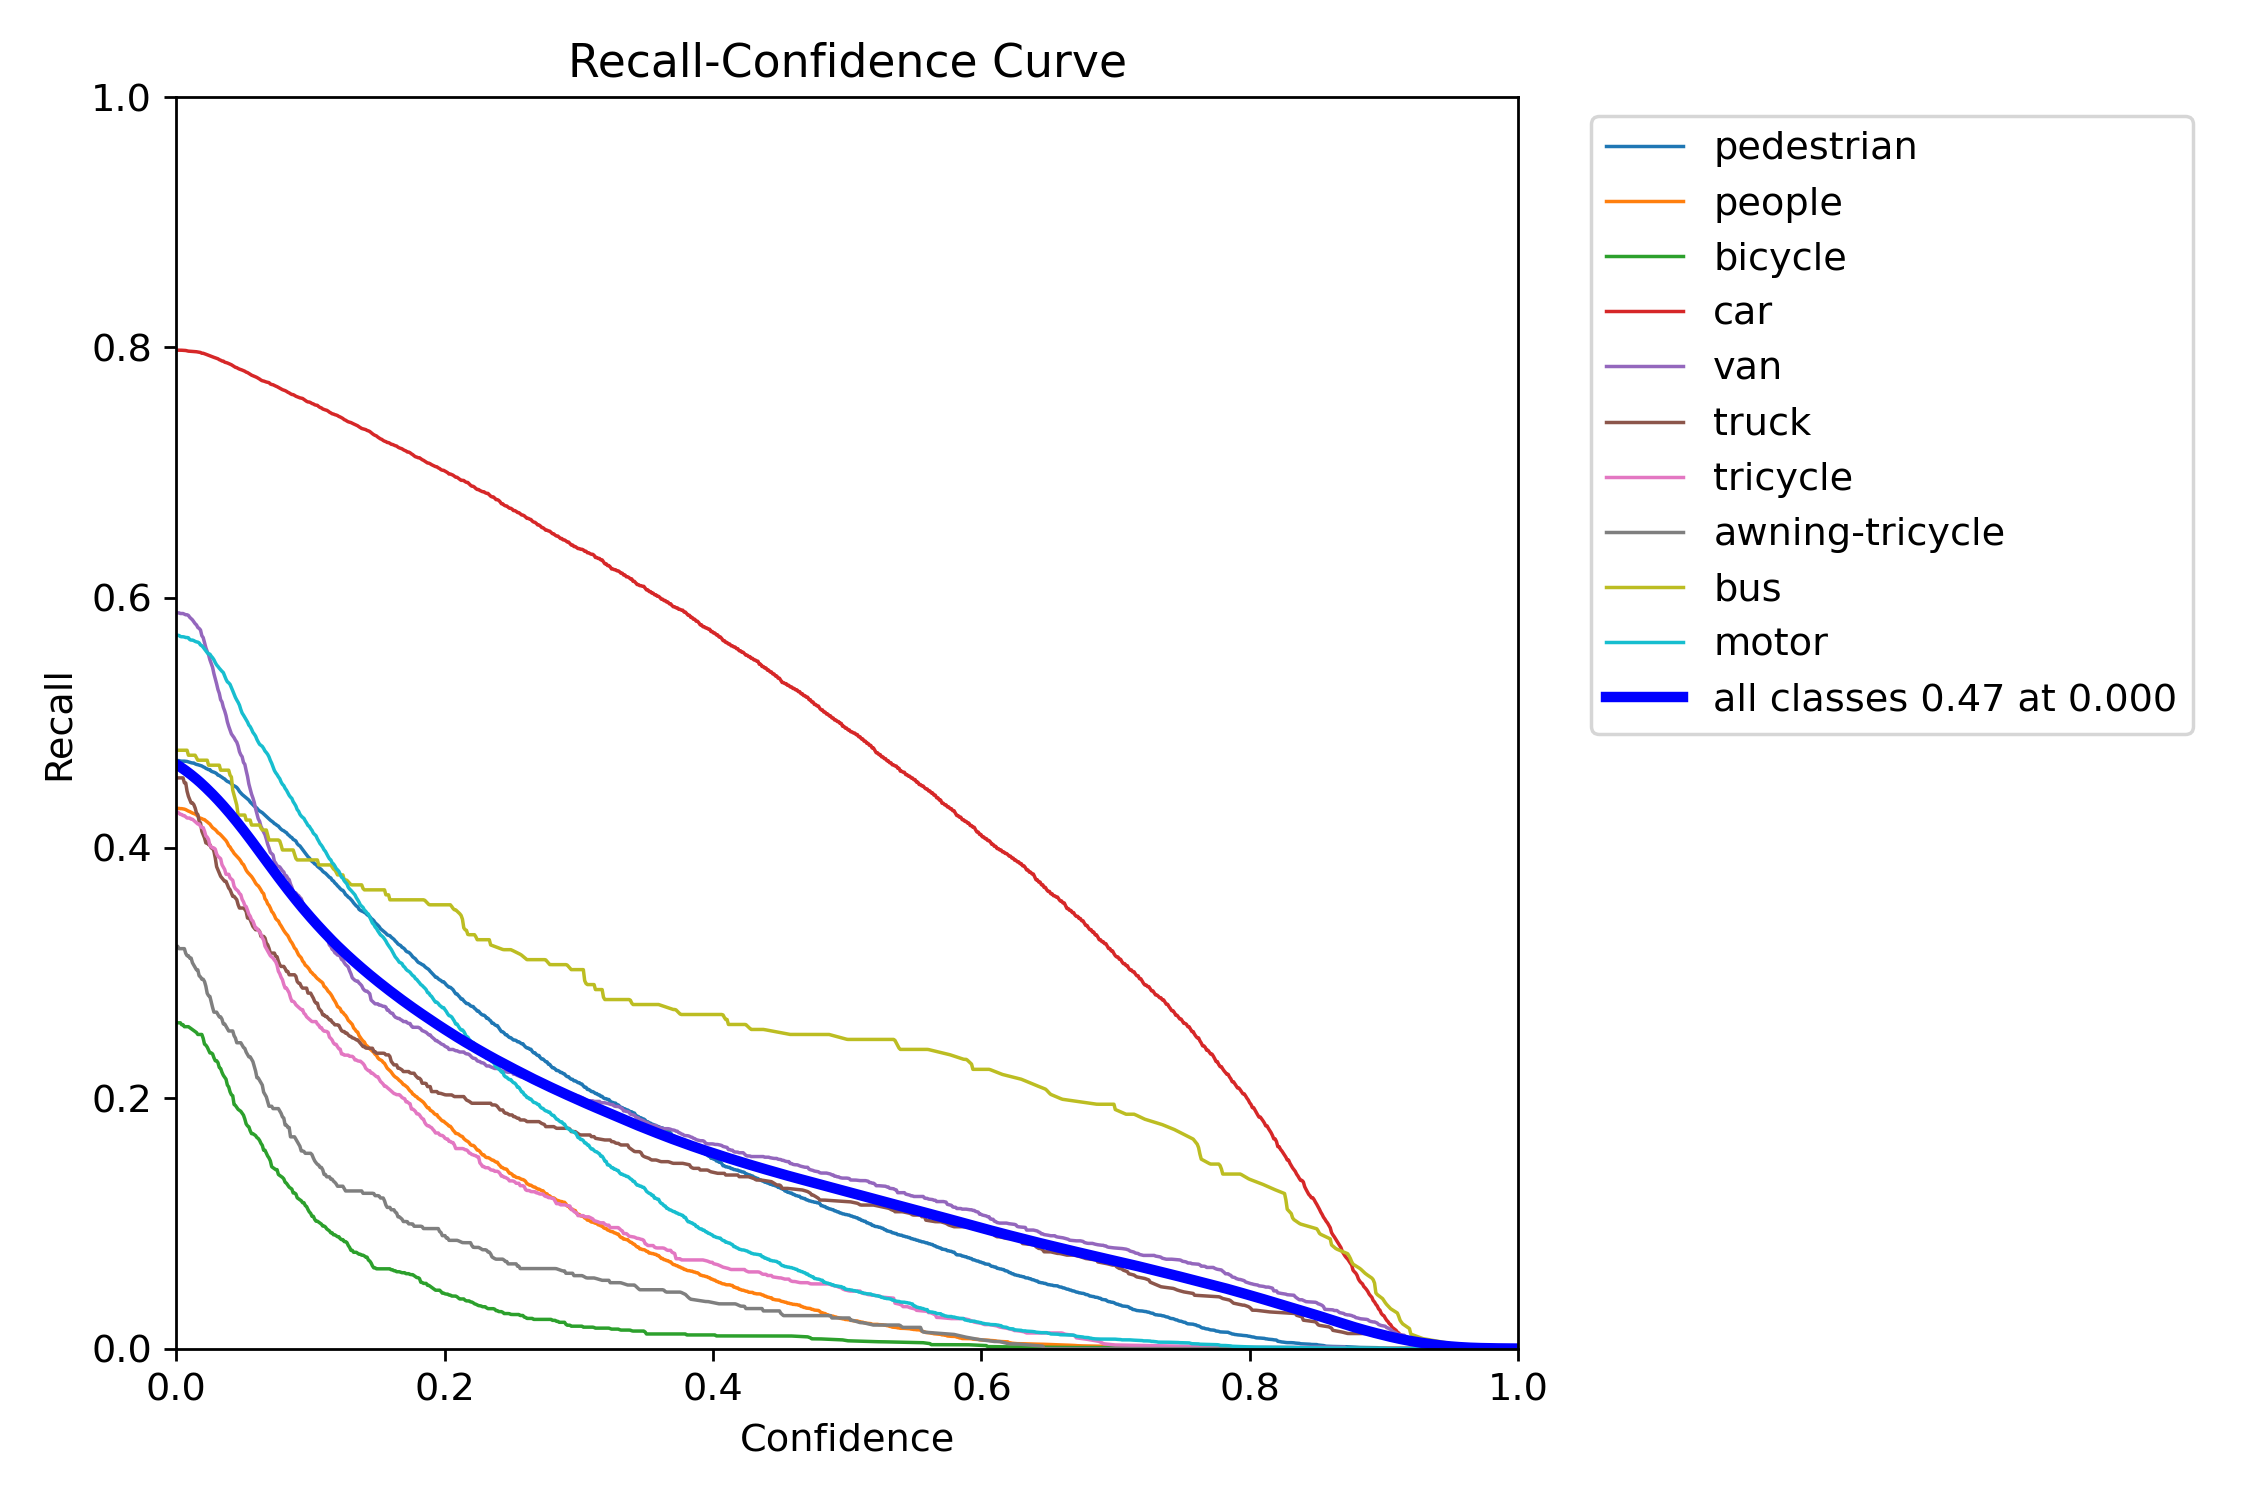 Recall-Confidence Curve
1.0
0.8
0.6
0.4
0.2
0.0
Recall
0.0 0.2 0.4 0.6 0.8 1.0
Confidence
pedestrian
people
bicycle
car
van
truck
tricycle
awning-tricycle
bus
motor
all classes 0.47 at 0.000